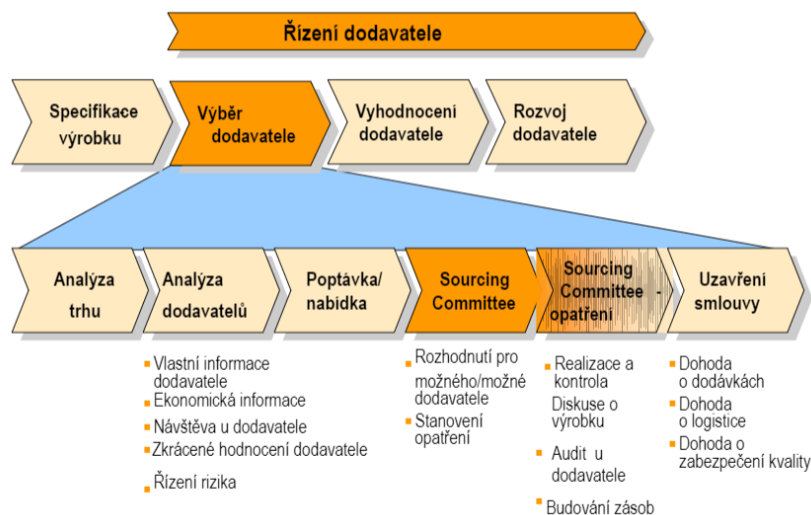 Řízení dodavatele
Specifikace
výrobku
Výběr
dodavatele
Vyhodnocení
dodavatele
Rozvoj
dodavatele
Analýza
trhu
Analýza
dodavatelů
Poptávka/
nabídka
Sourcing
Committee
Sourcing
Committee -
opatření
Uzavření
smlouvy
Vlastní informace
dodavatele
Ekonomická informace
Návštěva u dodavatele
Zkrácené hodnocení dodavatele
Řízení rizika
Rozhodnutí pro
možného/možné
dodavatele
Stanovení
opatření
Realizace a
kontrola
Diskuse o
výrobku
Audit u
dodavatele
Budování zásob
Dohoda
o dodávkách
Dohoda
o logistice
Dohoda o
zabezpečení kvality